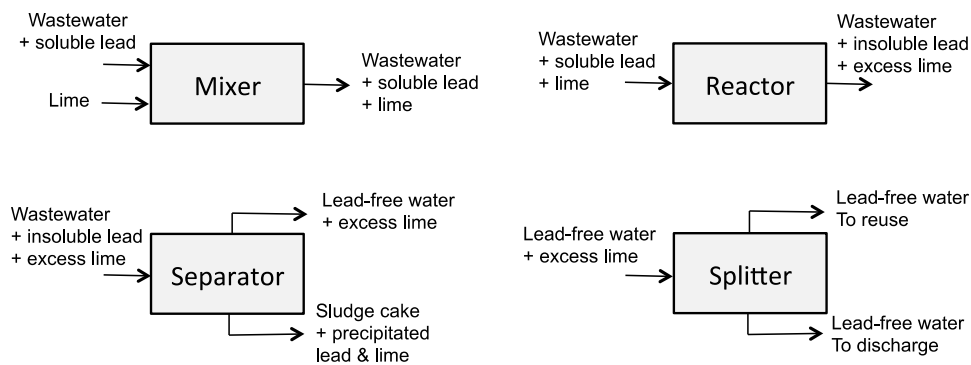 Wastewater
+ soluble lead
Lime
Mixer
Wastewater
+ soluble lead
+ lime
Wastewater
+ soluble lead
+ lime
Reactor
Wastewater
+ insoluble lead
+ excess lime
Wastewater
+ insoluble lead
+ excess lime
Separator
Lead-free water
+ excess lime
Sludge cake
+ precipitated
lead & lime
Lead-free water
+ excess lime
Splitter
Lead-free water
To reuse
Lead-free water
To discharge